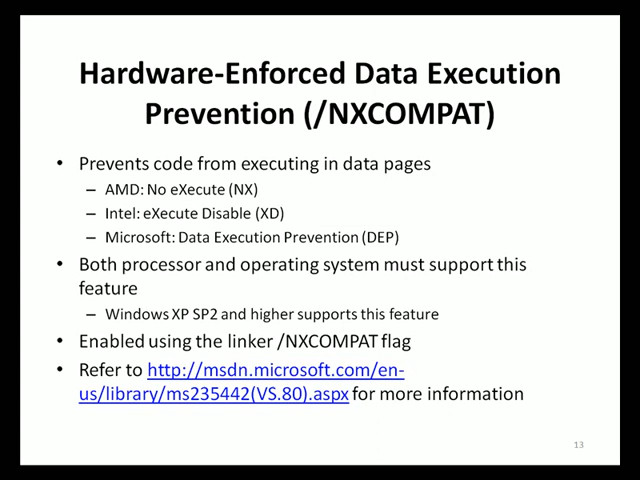 Hardware-Enforced Data Execution
Prevention (/NXCOMPAT)
• Prevents code from executing in data pages
– AMD: No eXecute (NX)
– Intel: eXecute Disable (XD)
– Microsoft: Data Execution Prevention (DEP)
• Both processor and operating system must support this
feature
– Windows XP SP2 and higher supports this feature
• Enabled using the linker /NXCOMPAT flag
• Refer to http://msdn.microsoft.com/en-
us/library/ms235442(VS.80).aspx for more information
13